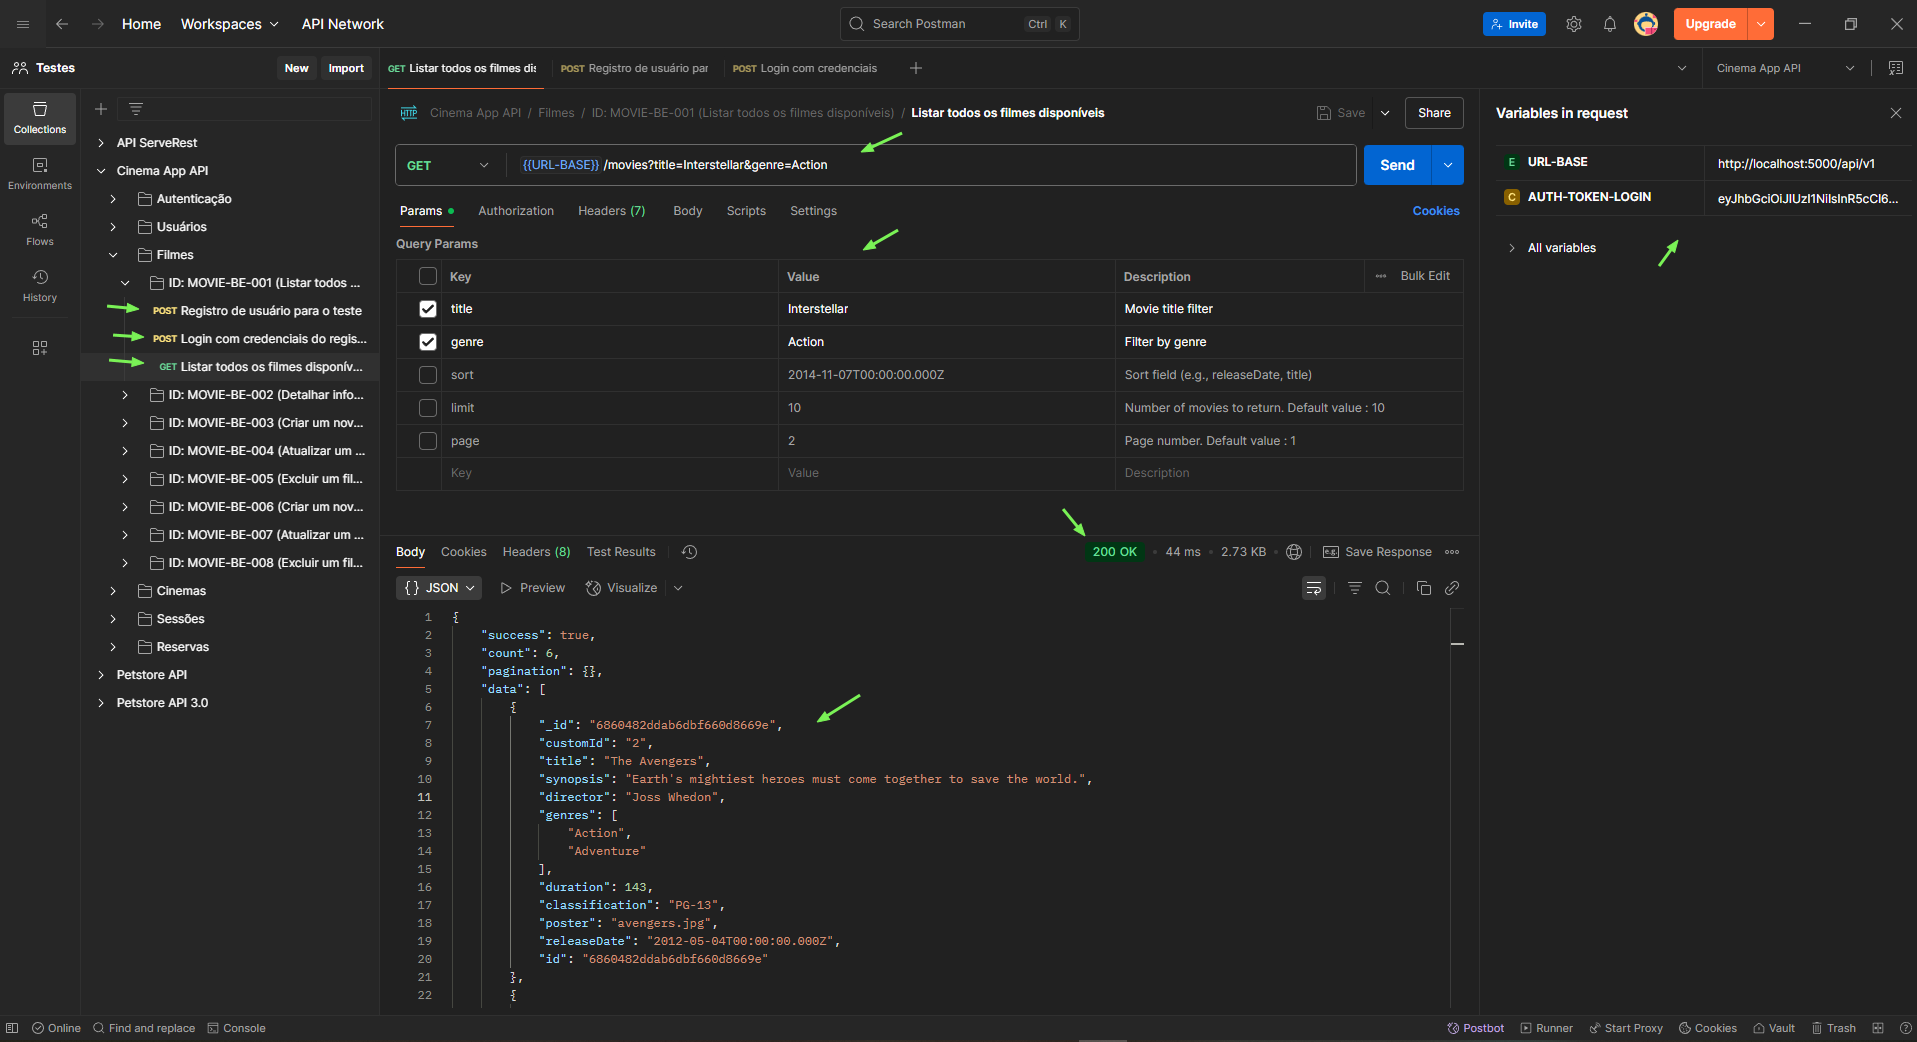 Home Workspaces API Network
Search Postman Ctrl K
Invite Upgrade
Testes New Import
GET Listar todos os filmes dis
POST Registro de usuário par
POST Login com credenciais
Cinema App API
Collections
Environments
Flows
History
API ServeRest
Cinema App API
Autenticação
Usuários
Filmes
ID: MOVIE-BE-001 (Listar todos ...
POST Registro de usuário para o teste
POST Login com credenciais do regis...
GET Listar todos os filmes disponív...
ID: MOVIE-BE-002 (Detalhar info...
ID: MOVIE-BE-003 (Criar um nov...
ID: MOVIE-BE-004 (Atualizar um ...
ID: MOVIE-BE-005 (Excluir um fil...
ID: MOVIE-BE-006 (Criar um nov...
ID: MOVIE-BE-007 (Atualizar um ...
ID: MOVIE-BE-008 (Excluir um fil...
Cinemas
Sessões
Reservas
Petstore API
Petstore API 3.0
HTTP Cinema App API / Filmes / ID: MOVIE-BE-001 (Listar todos os filmes disponíveis) / Listar todos os filmes disponíveis
Save Share
GET {{URL-BASE}} /movies?title=Interstellar&genre=Action
Send
Params Authorization Headers (7) Body Scripts Settings Cookies
Query Params
Key Value Description ... Bulk Edit
title Interstellar Movie title filter
genre Action Filter by genre
sort 2014-11-07T00:00:00.000Z Sort field (e.g., releaseDate, title)
limit 10 Number of movies to return. Default value : 10
page 2 Page number. Default value : 1
Key Value Description
Body Cookies Headers (8) Test Results
200 OK • 44 ms • 2.73 KB • e.g. Save Response
{} JSON Preview Visualize
1 {
2 "success": true,
3 "count": 6,
4 "pagination": {},
5 "data": [
6 {
7 "_id": "6860482ddab6dbf660d8669e",
8 "customId": "2",
9 "title": "The Avengers",
10 "synopsis": "Earth's mightiest heroes must come together to save the world.",
11 "director": "Joss Whedon",
12 "genres": [
13 "Action",
14 "Adventure"
15 ],
16 "duration": 143,
17 "classification": "PG-13",
18 "poster": "avengers.jpg",
19 "releaseDate": "2012-05-04T00:00:00.000Z",
20 "id": "6860482ddab6dbf660d8669e"
21 },
22 {
Variables in request
E URL-BASE http://localhost:5000/api/v1
C AUTH-TOKEN-LOGIN eyJhbGciOiJIUzI1NiIsInR5cCI6...
All variables
Online Find and replace Console
Postbot Runner Start Proxy Cookies Vault Trash